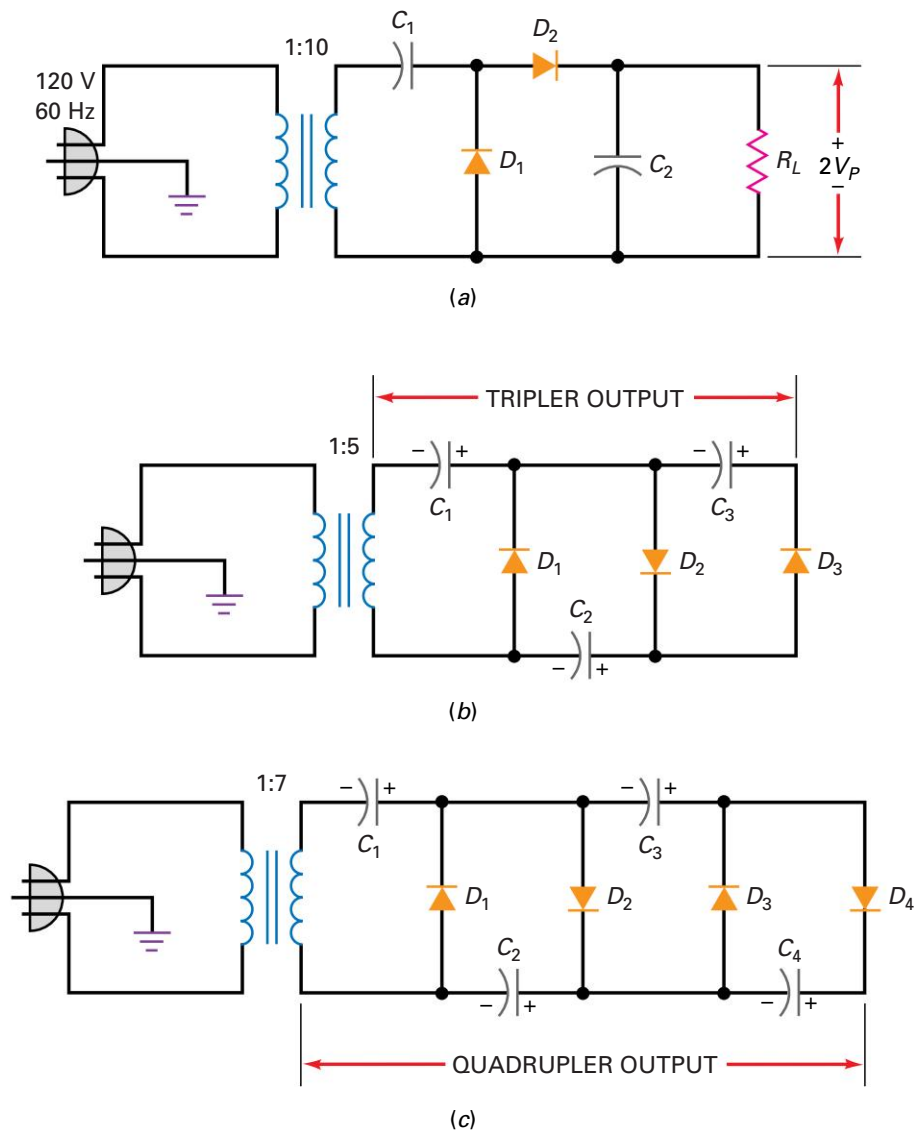 C1
D2
1:10
120 V
60 Hz
D1
C2
RL
+
2VP
−
(a)
TRIPLER OUTPUT
1:5
− +
− +
C1
C3
D1
D2
D3
C2
− +
(b)
1:7
− +
− +
C1
C3
D1
D2
D3
D4
C2
C4
− +
− +
QUADRUPLER OUTPUT
(c)